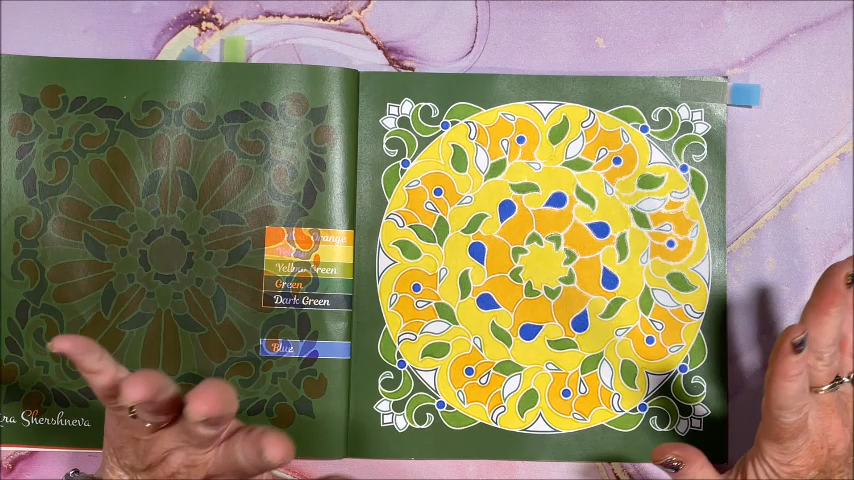 Orange
Yellow Green
Green
Dark Green
Blue
ra Shershneva